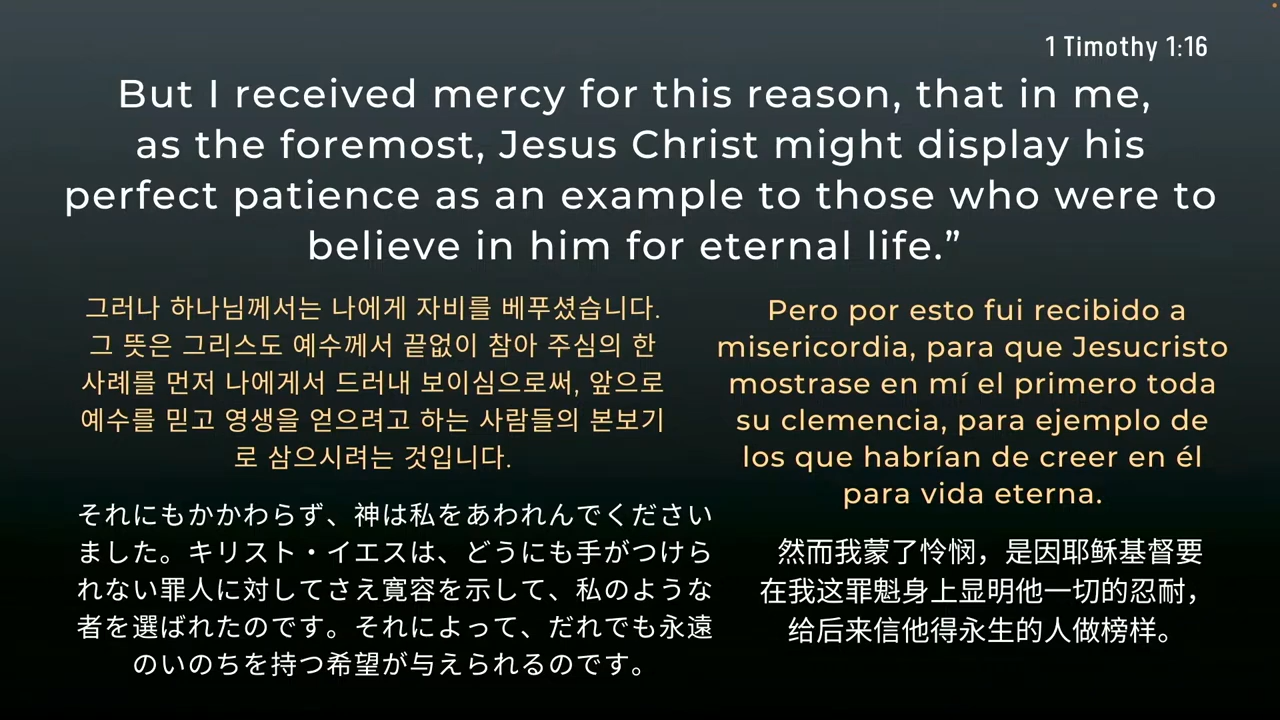 1 Timothy 1:16
But I received mercy for this reason, that in me,
as the foremost, Jesus Christ might display his
perfect patience as an example to those who were to
believe in him for eternal life.”
그러나 하나님께서는 나에게 자비를 베푸셨습니다.
그 뜻은 그리스도 예수께서 끝없이 참아 주심의 한
사례를 먼저 나에게서 드러내 보이심으로써, 앞으로
예수를 믿고 영생을 얻으려고 하는 사람들의 본보기
로 삼으시려는 것입니다.
Pero por esto fui recibido a
misericordia, para que Jesucristo
mostrase en mí el primero toda
su clemencia, para ejemplo de
los que habrían de creer en él
para vida eterna.
それにもかかわらず、神は私をあわれんでください
ました。キリスト・イエスは、どうにも手がつけら
れない罪人に対してさえ寛容を示して、私のような
者を選ばれたのです。それによって、だれでも永遠
のいのちを持つ希望が与えられるのです。
然而我蒙了怜悯，是因耶稣基督要
在我这罪魁身上显明他一切的忍耐，
给后来信他得永生的人做榜样。